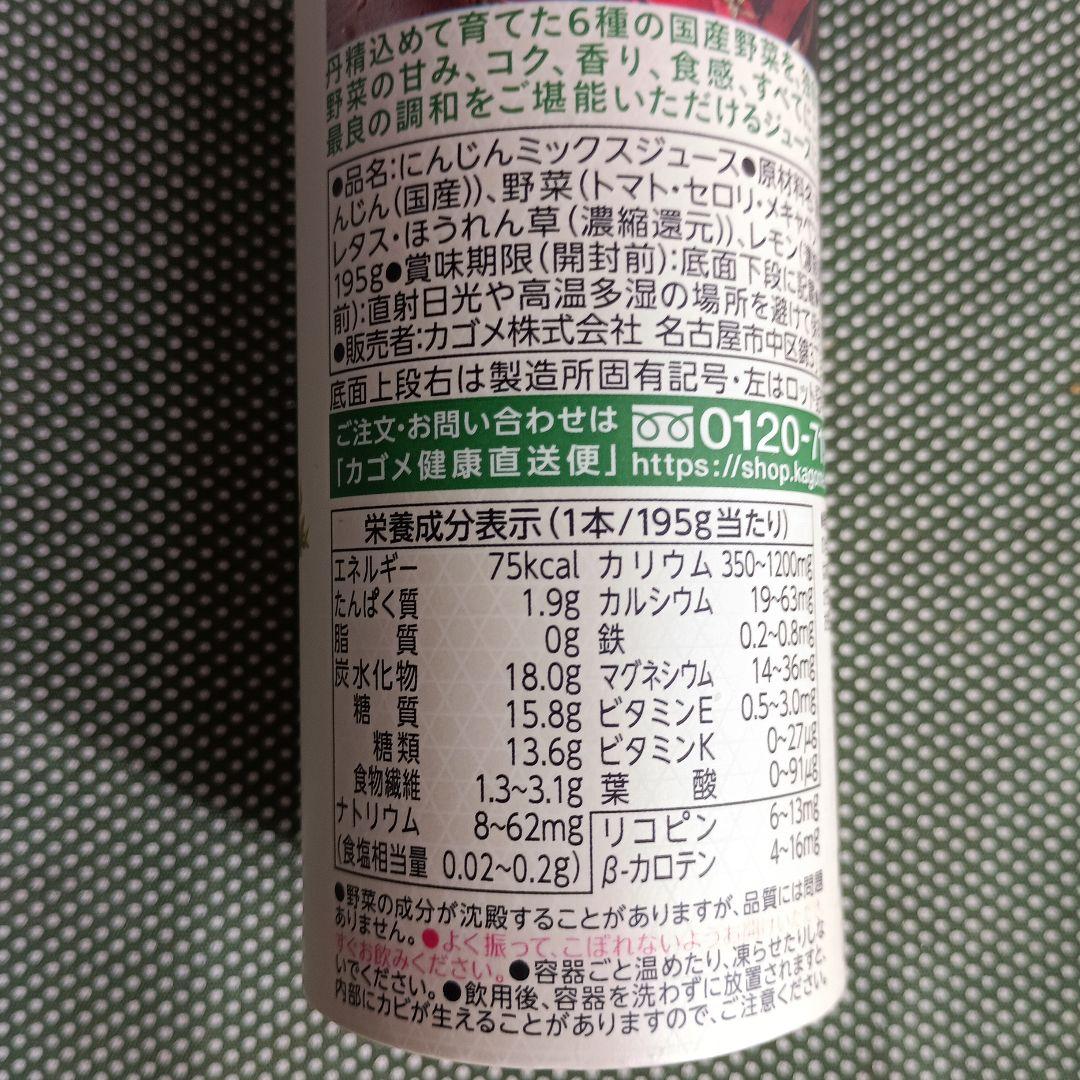 丹精込めて育てた6種の国産野菜を、
野菜の甘み、コク、香り、食感、すべてに
最良の調和をご堪能いただけるジュース
●品名:にんじんミックスジュース●原材料名
んじん(国産))、野菜(トマト・セロリ・メキャベツ
レタス・ほうれん草(濃縮還元))、レモン
195g●賞味期限(開封前):底面下段に記載
前):直射日光や高温多湿の場所を避けて
●販売者:カゴメ株式会社 名古屋市中区錦3
底面上段右は製造所固有記号・左はロット
ご注文・お問い合わせは
「カゴメ健康直送便」
0120-7
https://shop.kagome
栄養成分表示(1本/195g当たり)
エネルギー 75kcal
たんぱく質 1.9g
脂質 0g
炭水化物 18.0g
糖質 15.8g
糖類 13.6g
食物繊維 1.3~3.1g
ナトリウム 8~62mg
(食塩相当量 0.02~0.2g)
カリウム 350~1200mg
カルシウム 19~63mg
鉄 0.2~0.8mg
マグネシウム 14~36mg
ビタミンE 0.5~3.0mg
ビタミンK 0~27μg
葉酸 0~91μg
リコピン 6~13mg
β-カロテン 4~16mg
●野菜の成分が沈殿することがありますが、品質には問題
ありません。●よく振って、こぼれないようお開けいただき
すぐお飲みください。●容器ごと温めたり、凍らせたりしな
いでください。●飲用後、容器を洗わずに放置されますと、
内部にカビが生えることがありますので、ご注意ください。